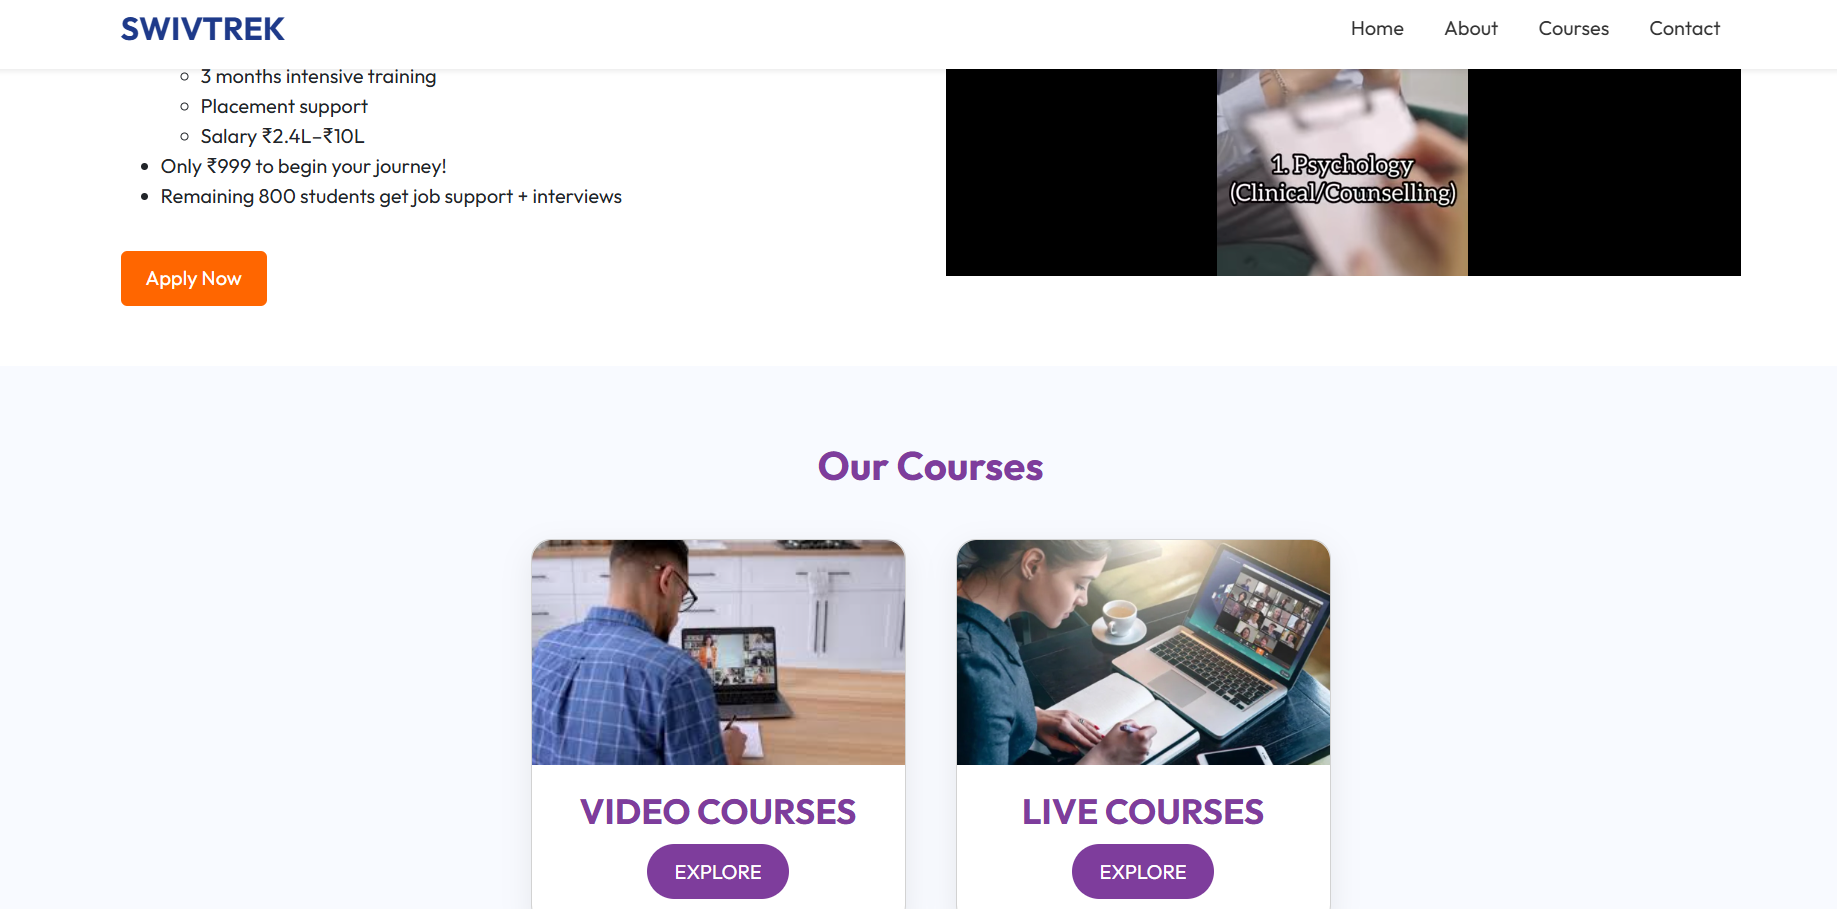 SWIVTREK
Home About Courses Contact
3 months intensive training
Placement support
Salary ₹2.4L–₹10L
Only ₹999 to begin your journey!
Remaining 800 students get job support + interviews
Apply Now
1. Psychology
(Clinical/Counselling)
Our Courses
VIDEO COURSES
EXPLORE
LIVE COURSES
EXPLORE